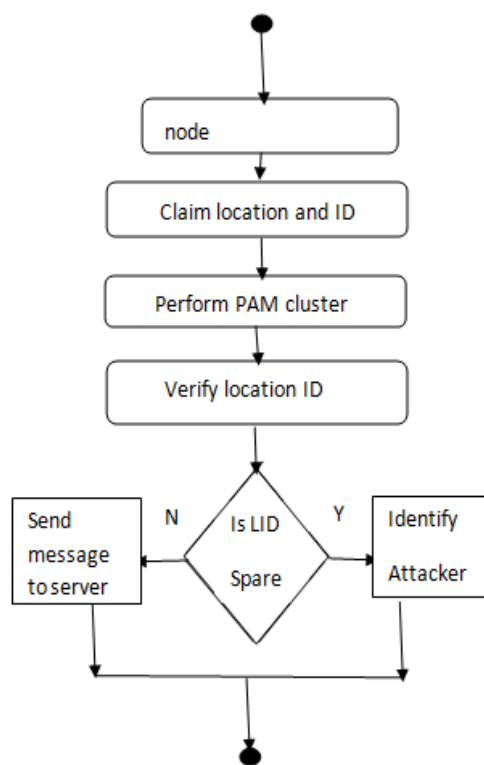 node
Claim location and ID
Perform PAM cluster
Verify location ID
N
Is LID
Spare
Y
Send
message
to server
Identify
Attacker